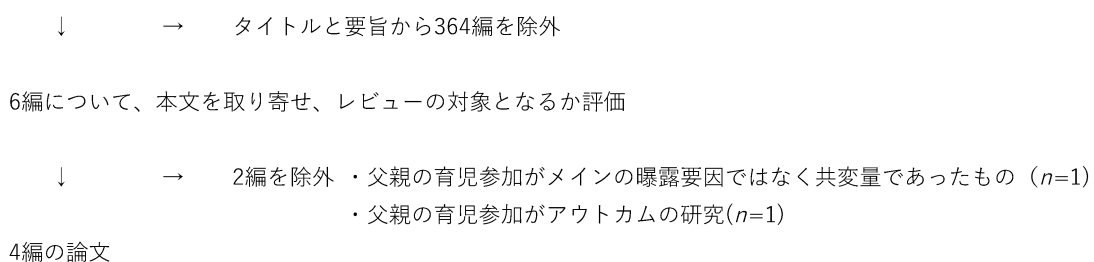 ↓ → タイトルと要旨から364編を除外
6編について、本文を取り寄せ、レビューの対象となるか評価
↓ → 2編を除外 ・父親の育児参加がメインの曝露要因ではなく共変量であったもの（n=1)
・父親の育児参加がアウトカムの研究(n=1)
4編の論文